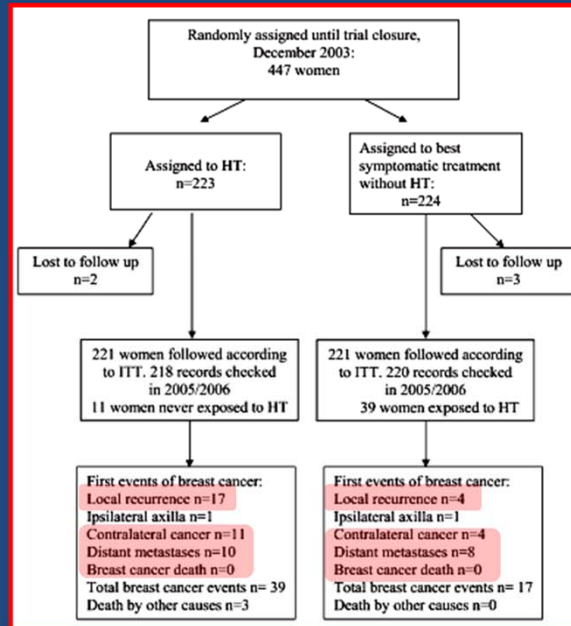 Randomly assigned until trial closure,
December 2003:
447 women
Assigned to HT:
n=223
Assigned to best
symptomatic treatment
without HT:
n=224
Lost to follow up
n=2
Lost to follow up
n=3
221 women followed according
to ITT. 218 records checked
in 2005/2006
11 women never exposed to HT
221 women followed according
to ITT. 220 records checked
in 2005/2006
39 women exposed to HT
First events of breast cancer:
Local recurrence n=17
Ipsilateral axilla n=1
Contralateral cancer n=11
Distant metastases n=10
Breast cancer death n=0
Total breast cancer events n= 39
Death by other causes n=3
First events of breast cancer:
Local recurrence n=4
Ipsilateral axilla n=1
Contralateral cancer n=4
Distant metastases n=8
Breast cancer death n=0
Total breast cancer events n= 17
Death by other causes n=0